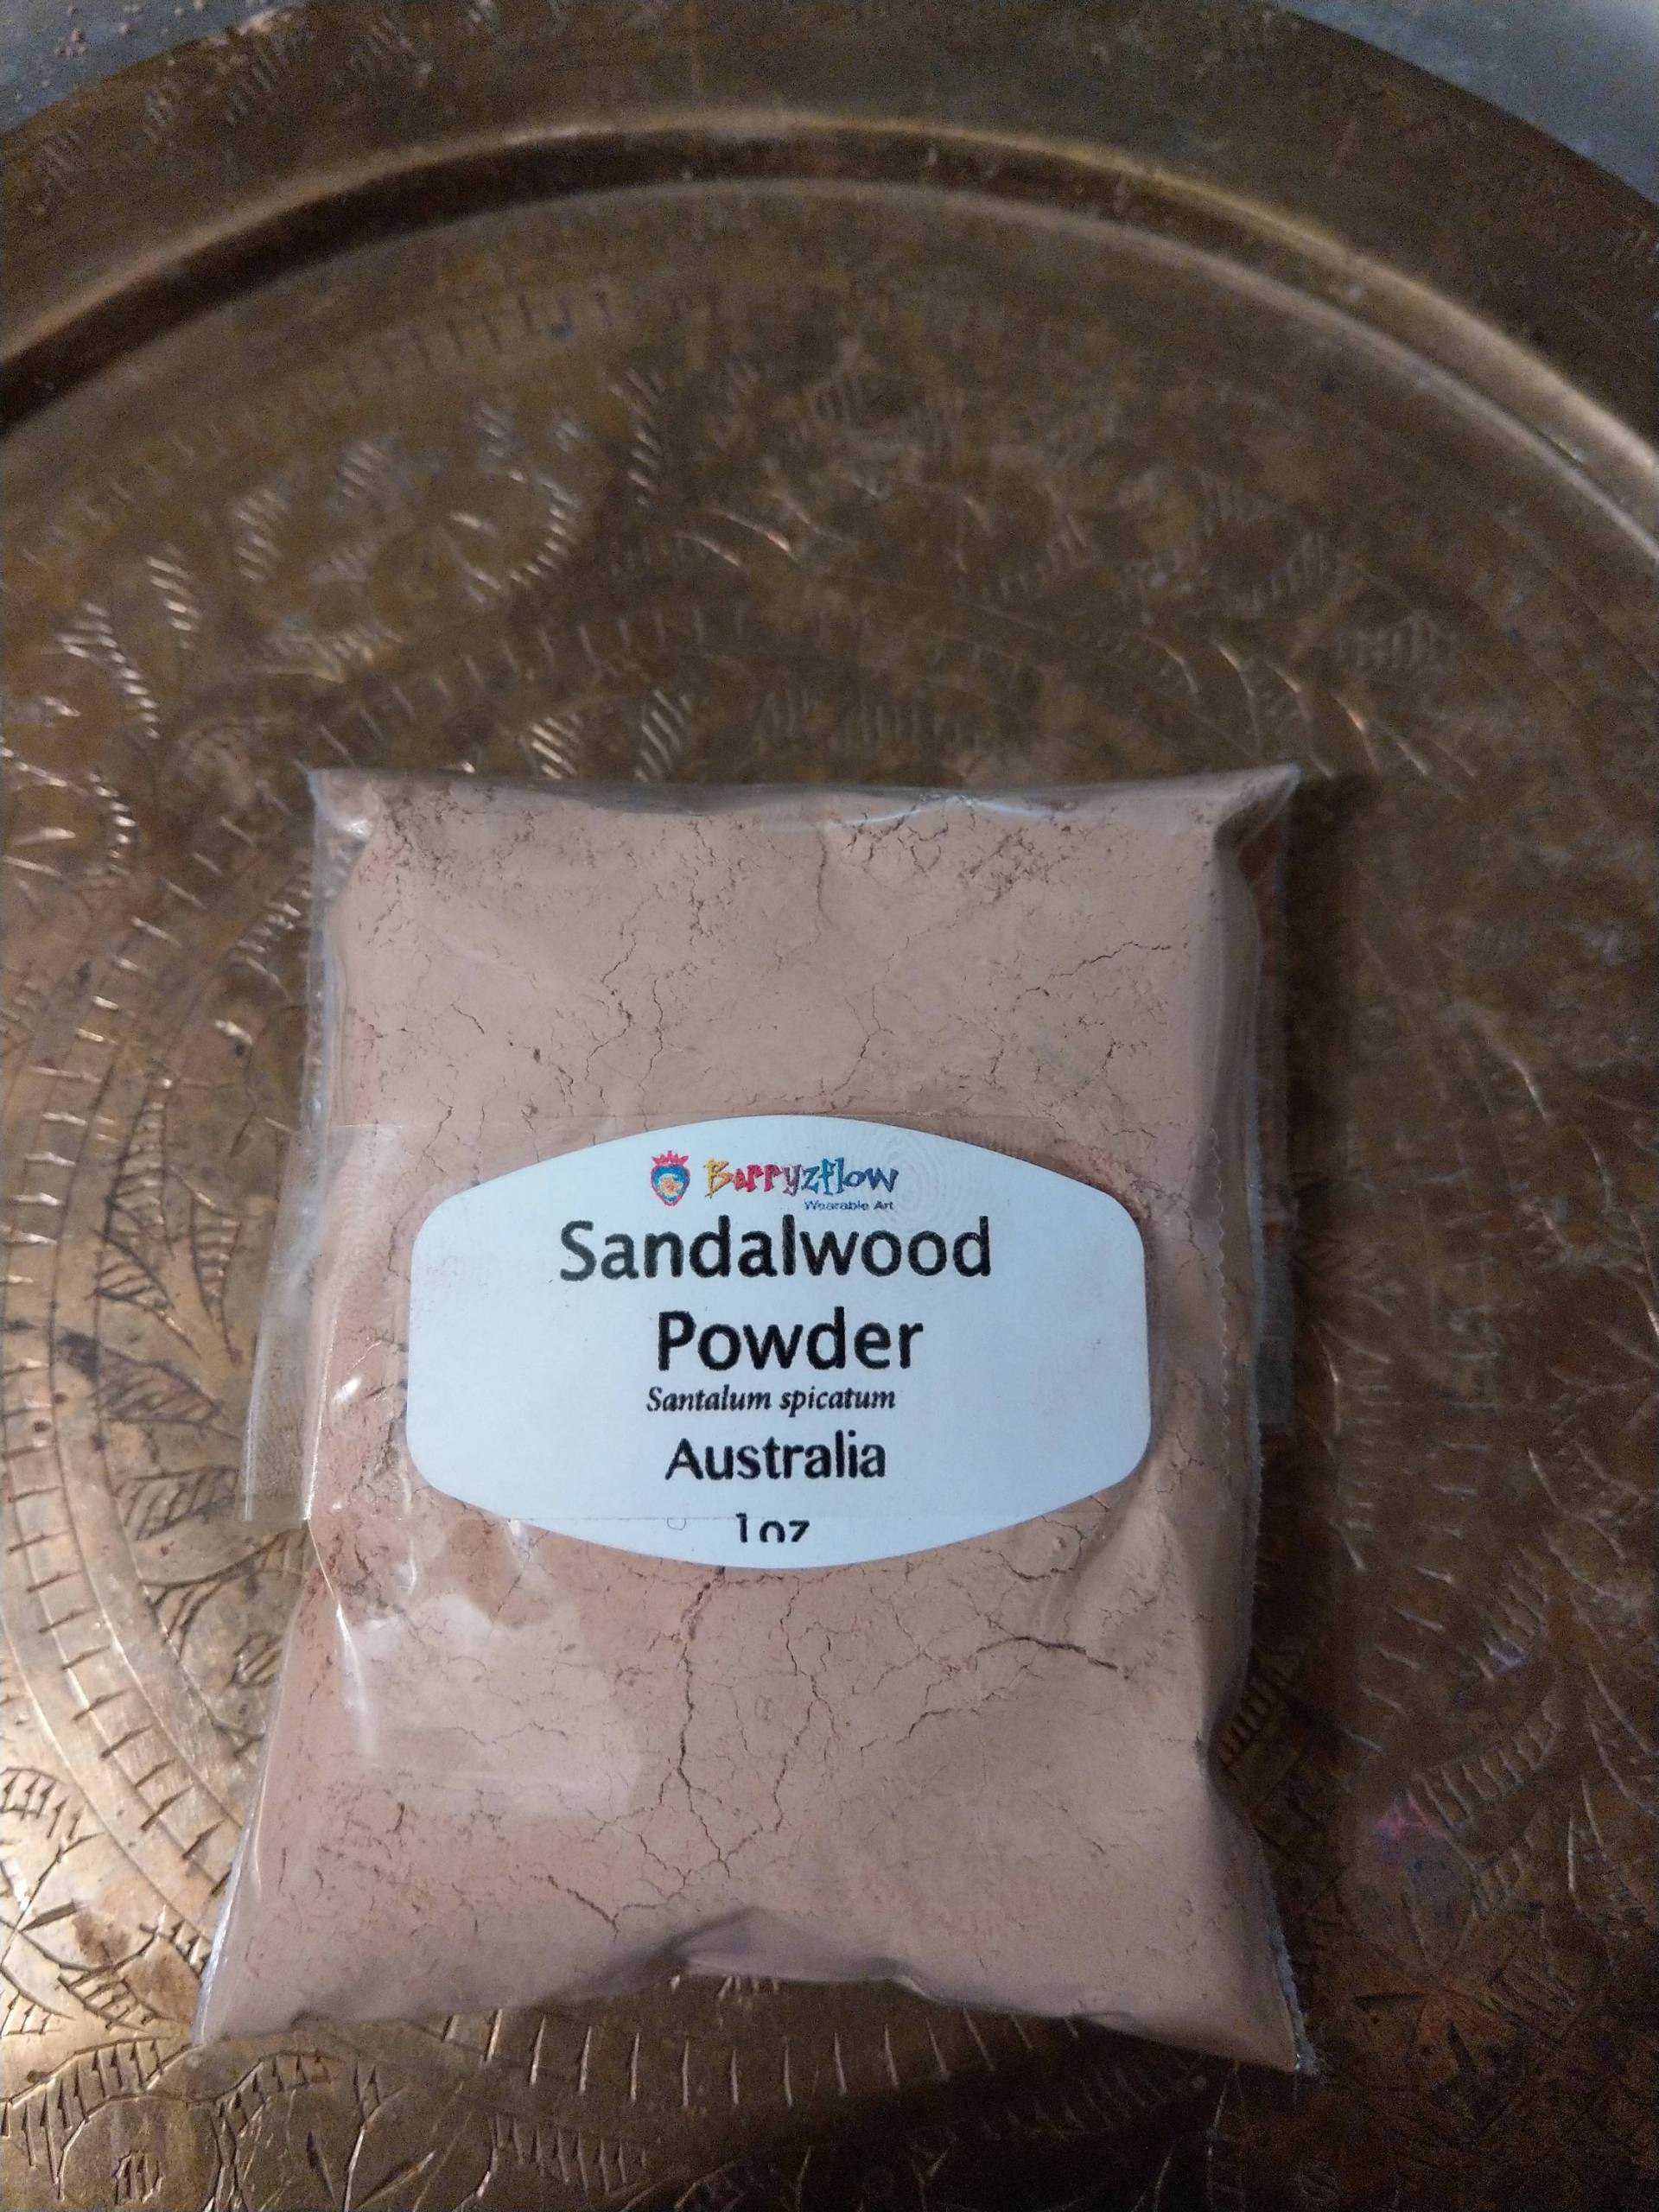 Barryzflow
Wearable Art
Sandalwood
Powder
Santalum spicatum
Australia
1oz